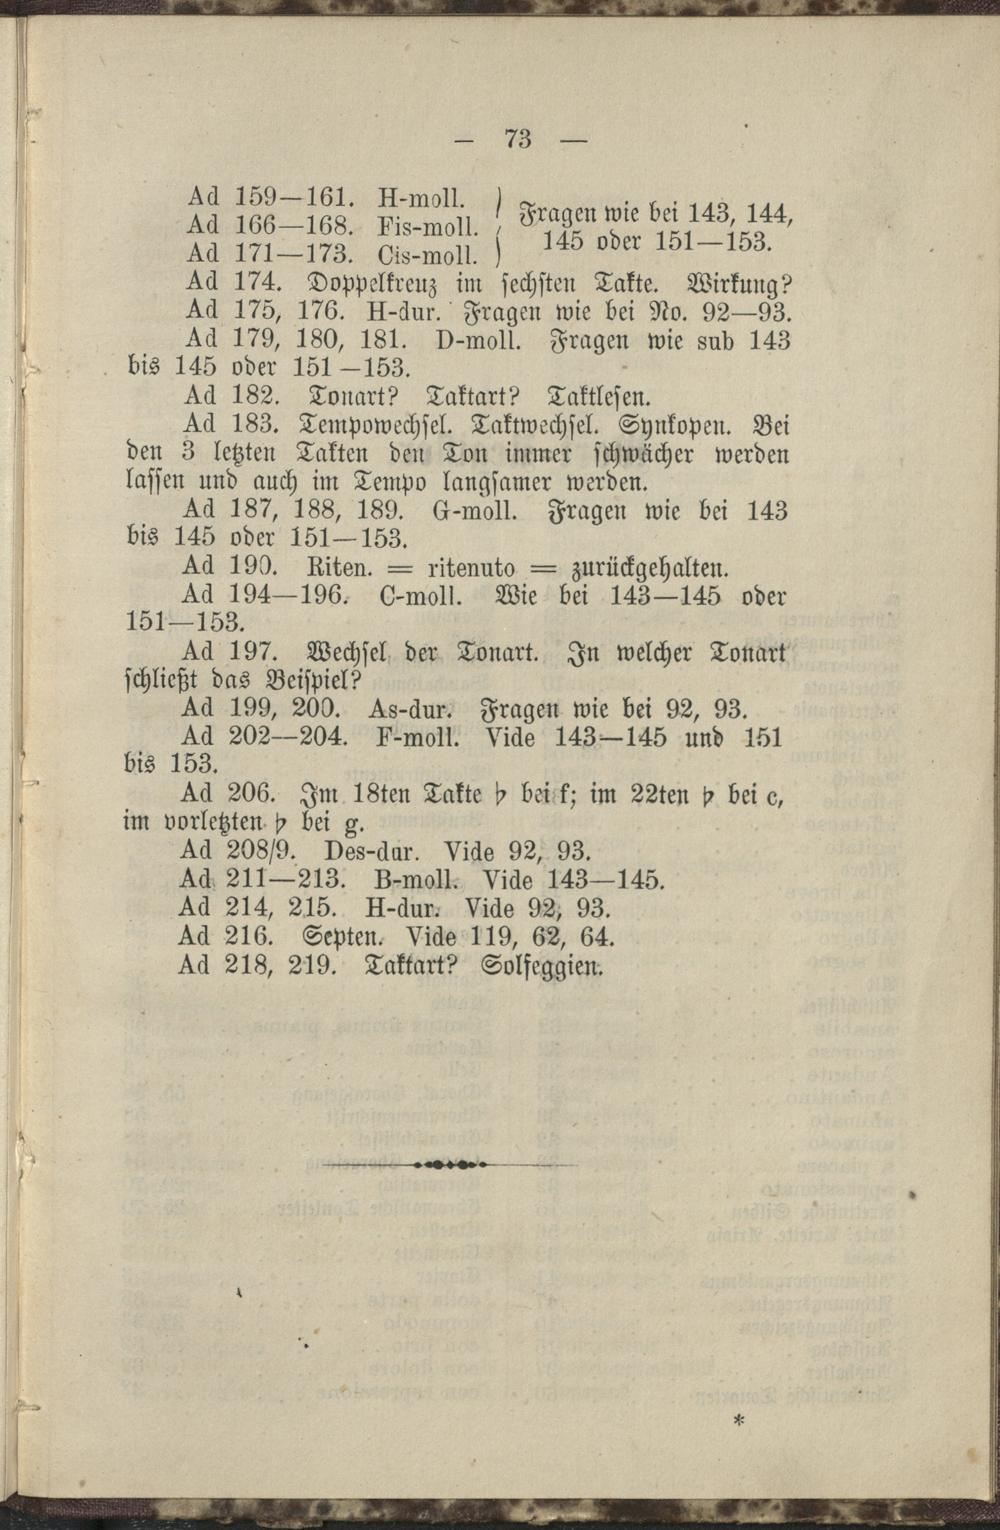 — 73 —
Ad 159—161. H-moll.
Ad 166—168. Fis-moll.
Ad 171—173. Cis-moll.
} Fragen wie bei 143, 144,
145 oder 151—153.
Ad 174. Doppelkreuz im sechsten Takte. Wirkung?
Ad 175, 176. H-dur. Fragen wie bei No. 92—93.
Ad 179, 180, 181. D-moll. Fragen wie sub 143
bis 145 oder 151—153.
Ad 182. Tonart? Taktart? Taktlesen.
Ad 183. Tempowechsel. Taktwechsel. Synkopen. Bei
den 3 letzten Takten den Ton immer schwächer werden
lassen und auch im Tempo langsamer werden.
Ad 187, 188, 189. G-moll. Fragen wie bei 143
bis 145 oder 151—153.
Ad 190. Riten. = ritenuto = zurückgehalten.
Ad 194—196. C-moll. Wie bei 143—145 oder
151—153.
Ad 197. Wechsel der Tonart. In welcher Tonart
schließt das Beispiel?
Ad 199, 200. As-dur. Fragen wie bei 92, 93.
Ad 202—204. F-moll. Vide 143—145 und 151
bis 153.
Ad 206. Im 18ten Takte ♭ bei f; im 22ten ♭ bei c,
im vorletzten ♭ bei g.
Ad 208/9. Des-dur. Vide 92, 93.
Ad 211—213. B-moll. Vide 143—145.
Ad 214, 215. H-dur. Vide 92, 93.
Ad 216. Septen. Vide 119, 62, 64.
Ad 218, 219. Taktart? Solfeggien.
*